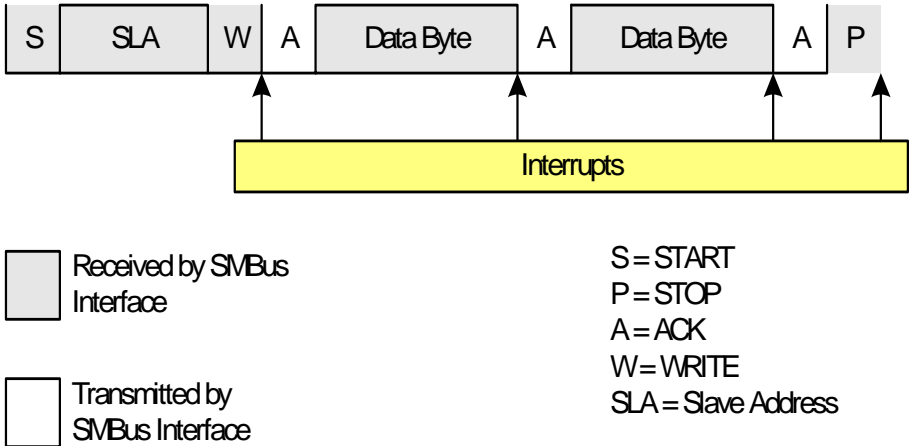 S SLA W A Data Byte A Data Byte A P
Interrupts
Received by SMBus
Interface
Transmitted by
SMBus Interface
S = START
P = STOP
A = ACK
W = WRITE
SLA = Slave Address